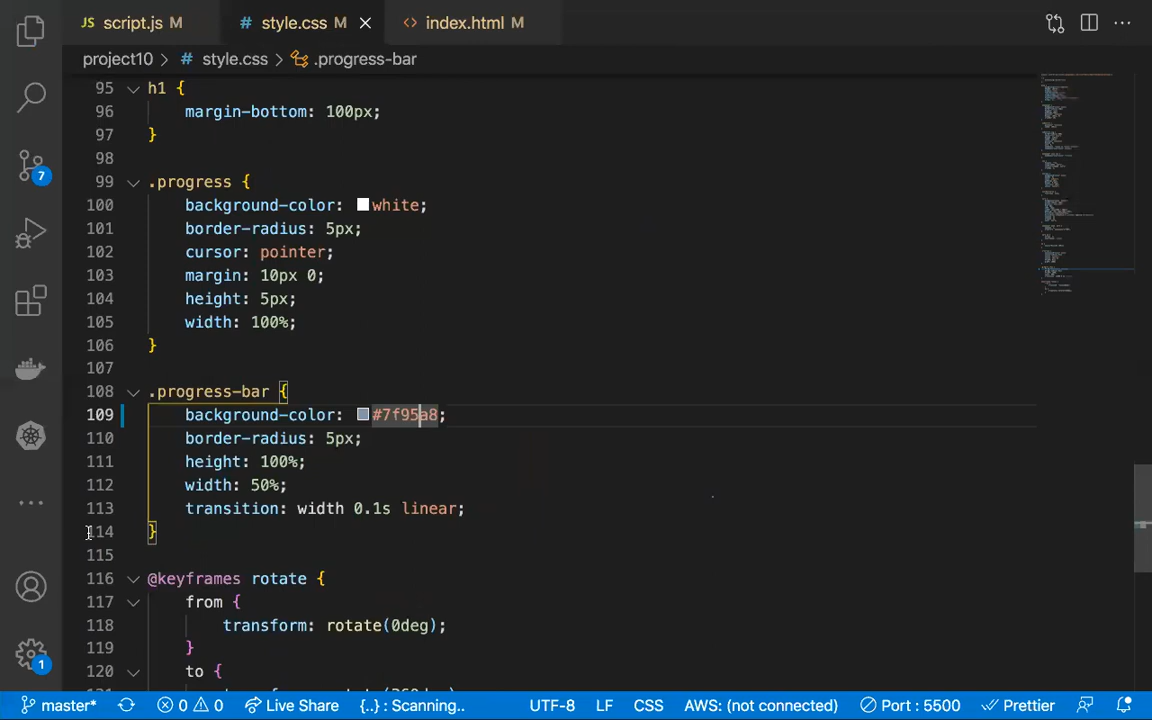 JS script.js M
# style.css M
<> index.html M
project10 > # style.css > .progress-bar
95 h1 {
96 margin-bottom: 100px;
97 }
98
99 .progress {
100 background-color: white;
101 border-radius: 5px;
102 cursor: pointer;
103 margin: 10px 0;
104 height: 5px;
105 width: 100%;
106 }
107
108 .progress-bar {
109 background-color: #7f95a8;
110 border-radius: 5px;
111 height: 100%;
112 width: 50%;
113 transition: width 0.1s linear;
114 }
115
116 @keyframes rotate {
117 from {
118 transform: rotate(0deg);
119 }
120 to {
7
1
master* 0 0 Live Share {..} : Scanning.. UTF-8 LF CSS AWS: (not connected) Port : 5500 Prettier